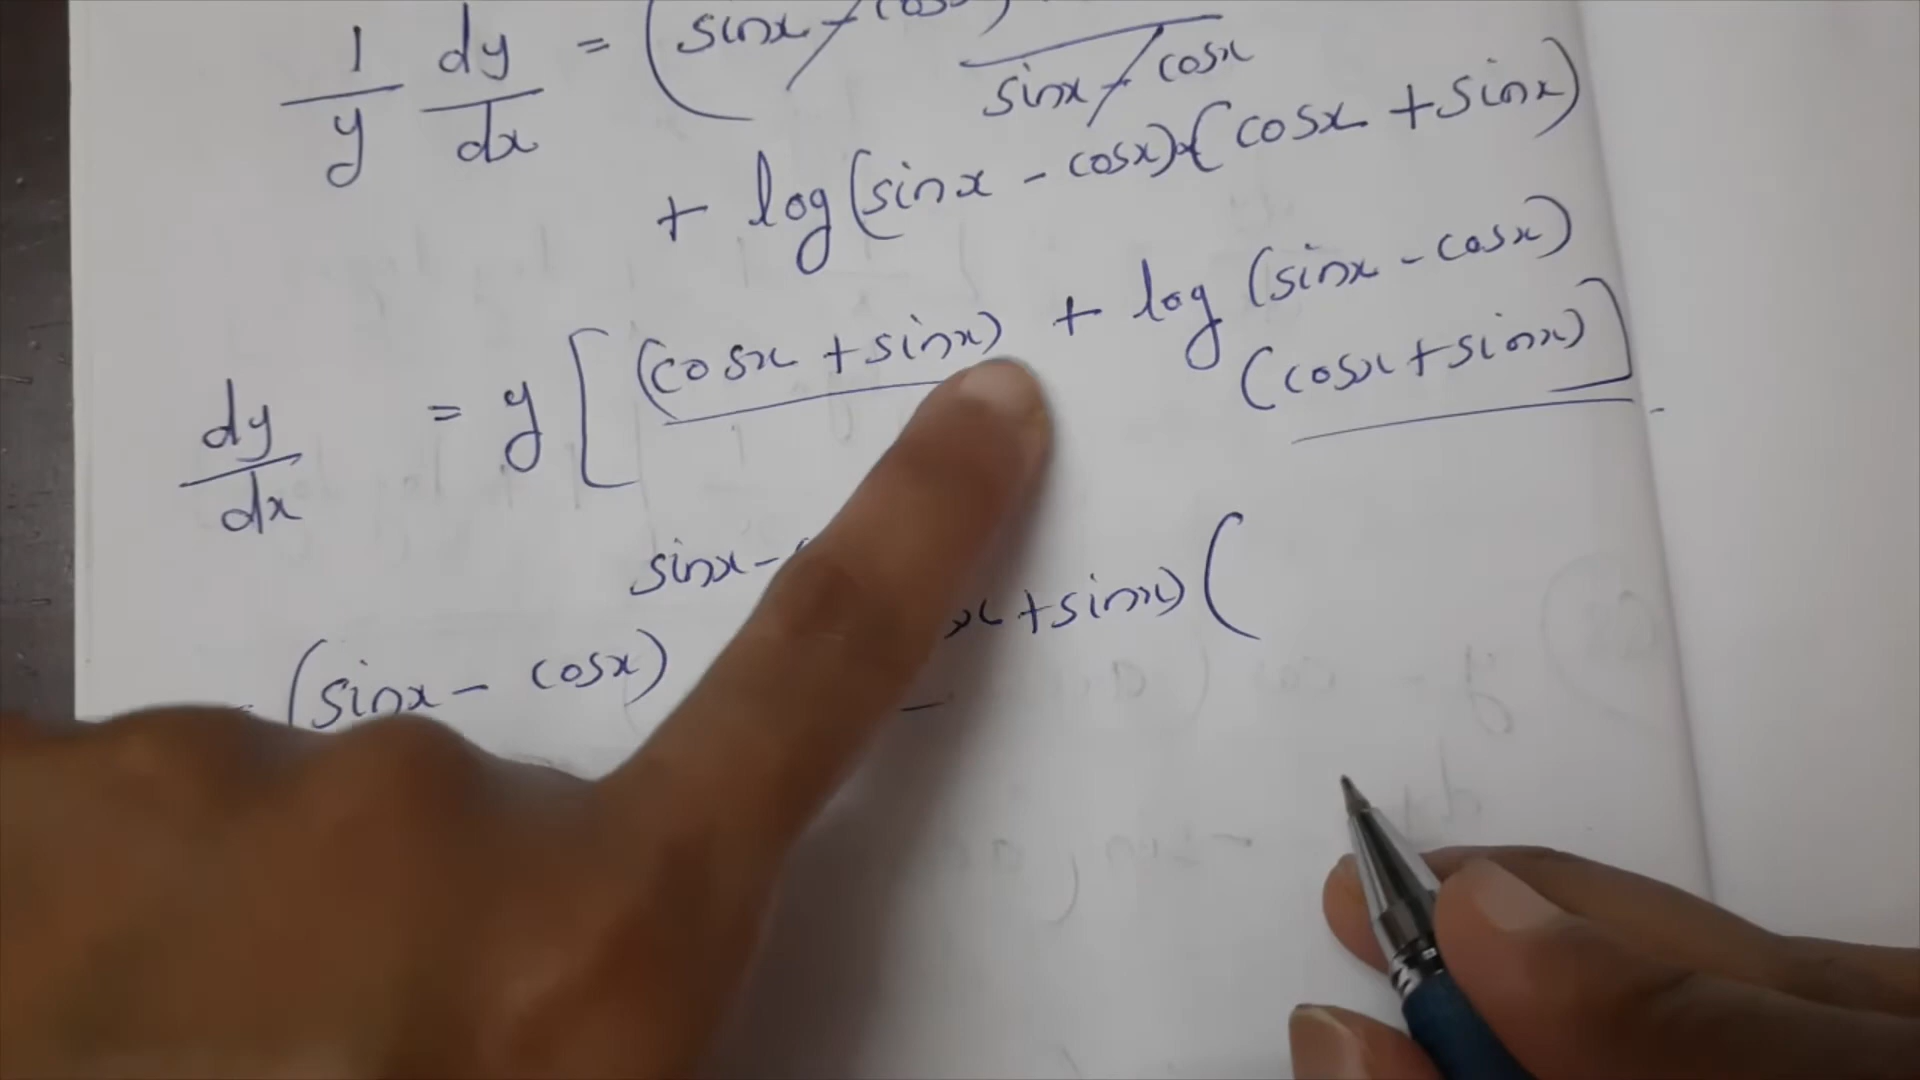 1/y dy/dx = (sinx - cosx)
sinx - cosx
+ log(sinx - cosx)x(cosx + sinx)
dy/dx = y [(cosx + sinx) + log (sinx - cosx)
(cosx + sinx)]
sinx -
= (sinx - cosx) x + sinx) (